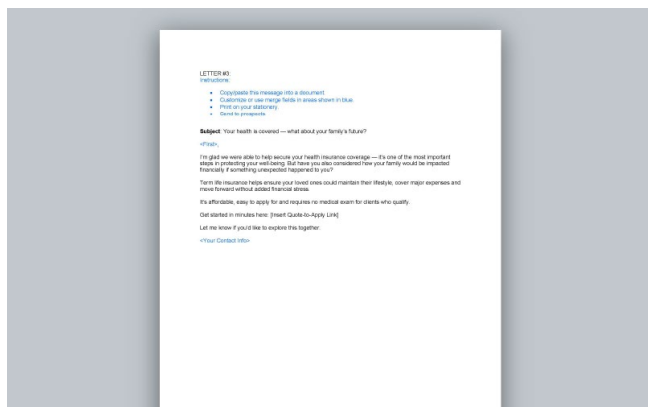 LETTER #3
Instructions:
• Copy/paste this message into a document.
• Customize or use merge fields in areas shown in blue.
• Print on your stationery.
• Send to prospects.
Subject: Your health is covered — what about your family's future?
<First>,
I'm glad we were able to help secure your health insurance coverage — it's one of the most important
steps in protecting your well-being. But have you also considered how your family would be impacted
financially if something unexpected happened to you?
Term life insurance helps ensure your loved ones could maintain their lifestyle, cover major expenses and
move forward without added financial stress.
It's affordable, easy to apply for and requires no medical exam for clients who qualify.
Get started in minutes here: [Insert Quote-to-Apply Link]
Let me know if you'd like to explore this together.
<Your Contact Info>